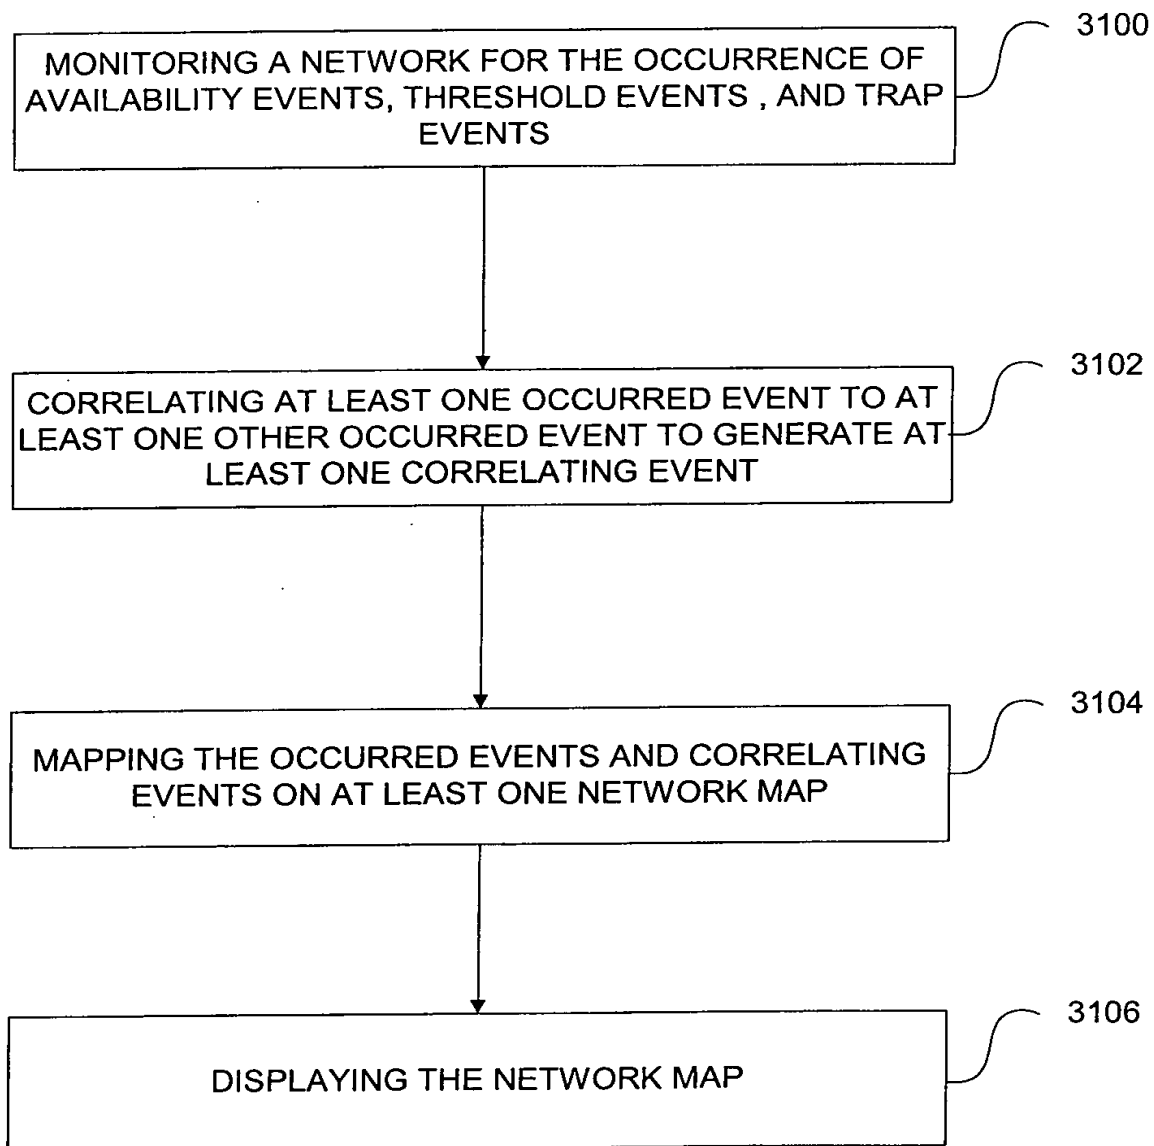 3100
MONITORING A NETWORK FOR THE OCCURRENCE OF
AVAILABILITY EVENTS, THRESHOLD EVENTS , AND TRAP
EVENTS
3102
CORRELATING AT LEAST ONE OCCURRED EVENT TO AT
LEAST ONE OTHER OCCURRED EVENT TO GENERATE AT
LEAST ONE CORRELATING EVENT
3104
MAPPING THE OCCURRED EVENTS AND CORRELATING
EVENTS ON AT LEAST ONE NETWORK MAP
3106
DISPLAYING THE NETWORK MAP